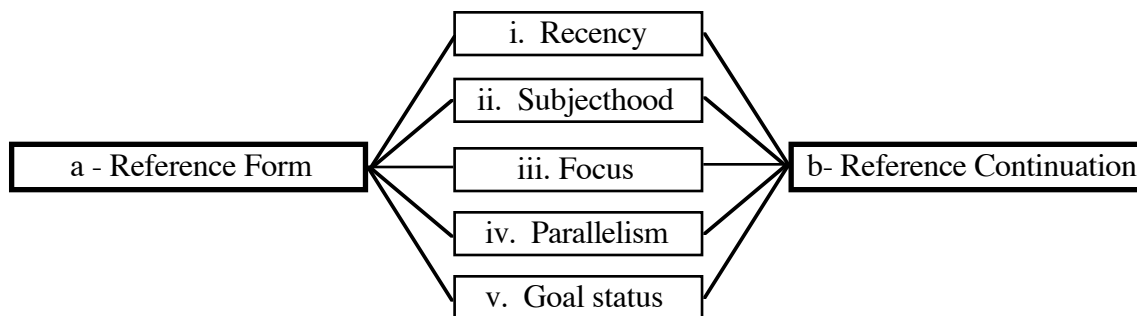 i. Recency
ii. Subjecthood
a - Reference Form
iii. Focus
b- Reference Continuation
iv. Parallelism
v. Goal status